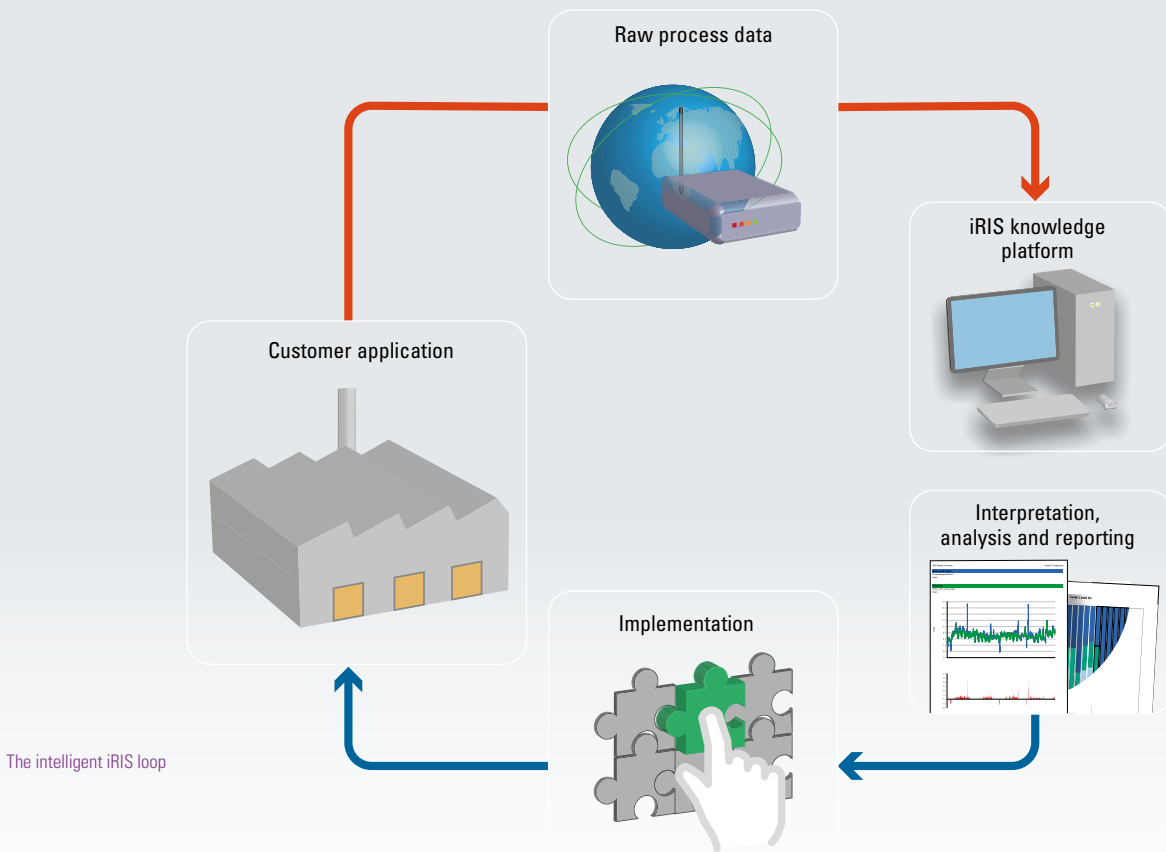 Raw process data
iRIS knowledge
platform
Customer application
Interpretation,
analysis and reporting
Implementation
The intelligent iRIS loop